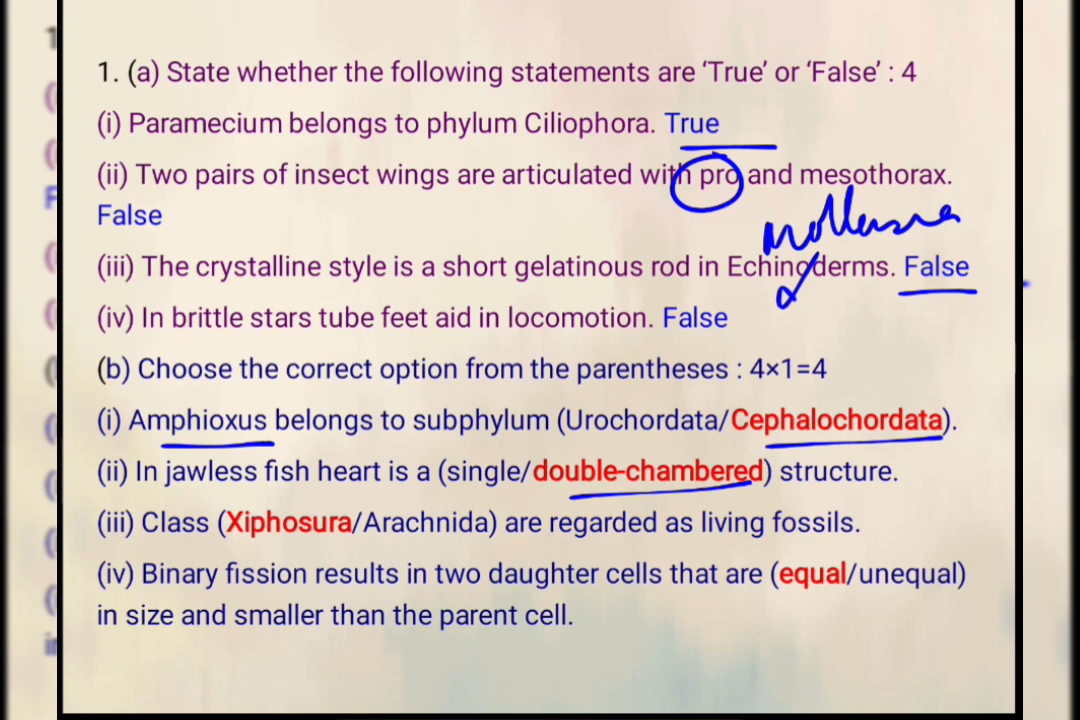 1. (a) State whether the following statements are ‘True’ or ‘False’ : 4
(i) Paramecium belongs to phylum Ciliophora. True
(ii) Two pairs of insect wings are articulated with pro and mesothorax.
False
mollusca
(iii) The crystalline style is a short gelatinous rod in Echinoderms. False
(iv) In brittle stars tube feet aid in locomotion. False
(b) Choose the correct option from the parentheses : 4×1=4
(i) Amphioxus belongs to subphylum (Urochordata/Cephalochordata).
(ii) In jawless fish heart is a (single/double-chambered) structure.
(iii) Class (Xiphosura/Arachnida) are regarded as living fossils.
(iv) Binary fission results in two daughter cells that are (equal/unequal)
in size and smaller than the parent cell.